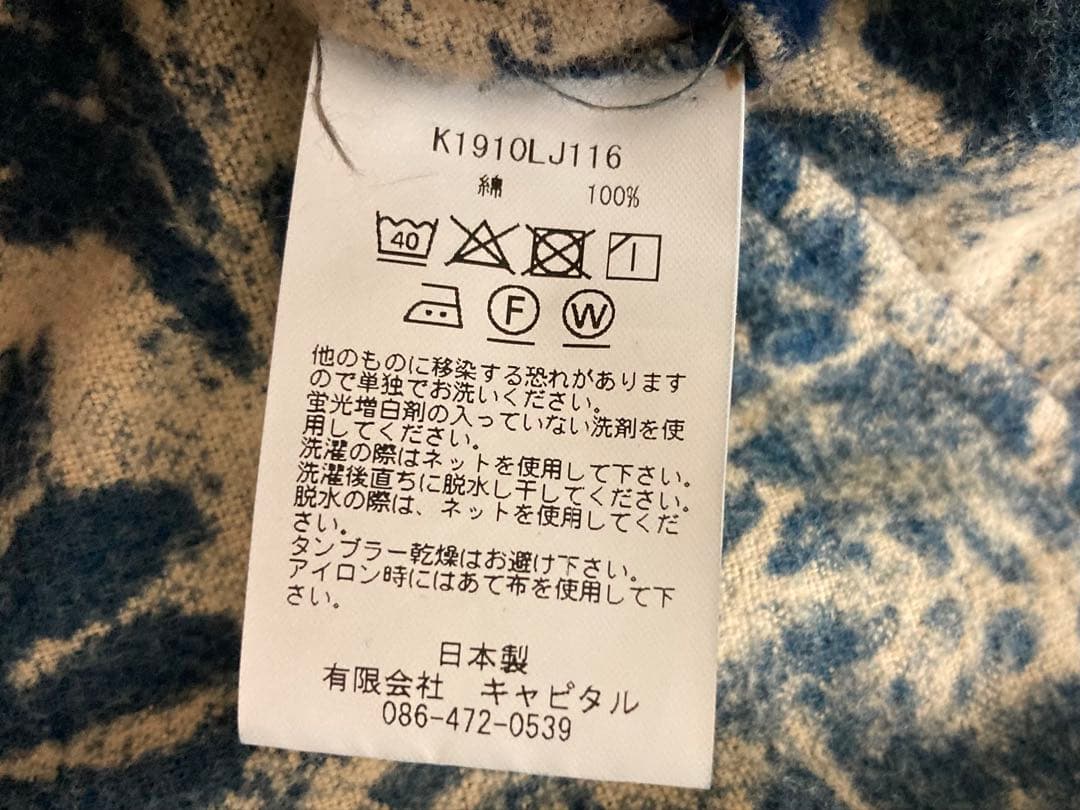 K1910LJ116
綿 100%
40
F W
他のものに移染する恐れがあります
ので単独でお洗いください。
蛍光増白剤の入っていない洗剤を使
用してください。
洗濯の際はネットを使用して下さい。
洗濯後直ちに脱水し干してください。
脱水の際は、ネットを使用してくだ
さい。
タンブラー乾燥はお避け下さい。
アイロン時にはあて布を使用して下
さい。
日本製
有限会社 キャピタル
086-472-0539